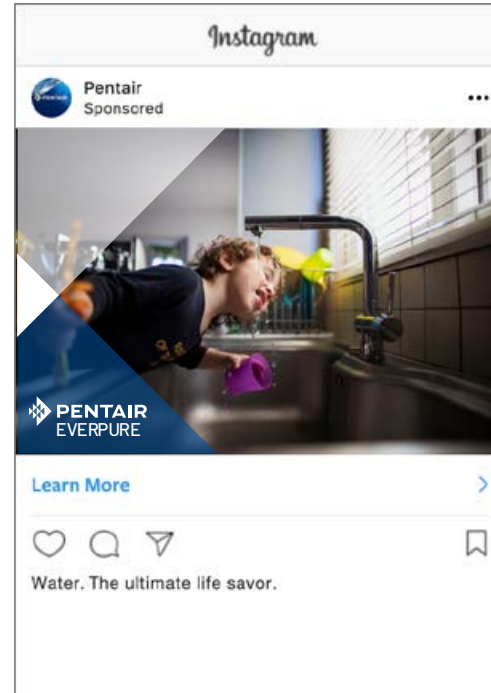 Instagram
Pentair
Sponsored
PENTAIR
EVERPURE
Learn More
Water. The ultimate life savor.